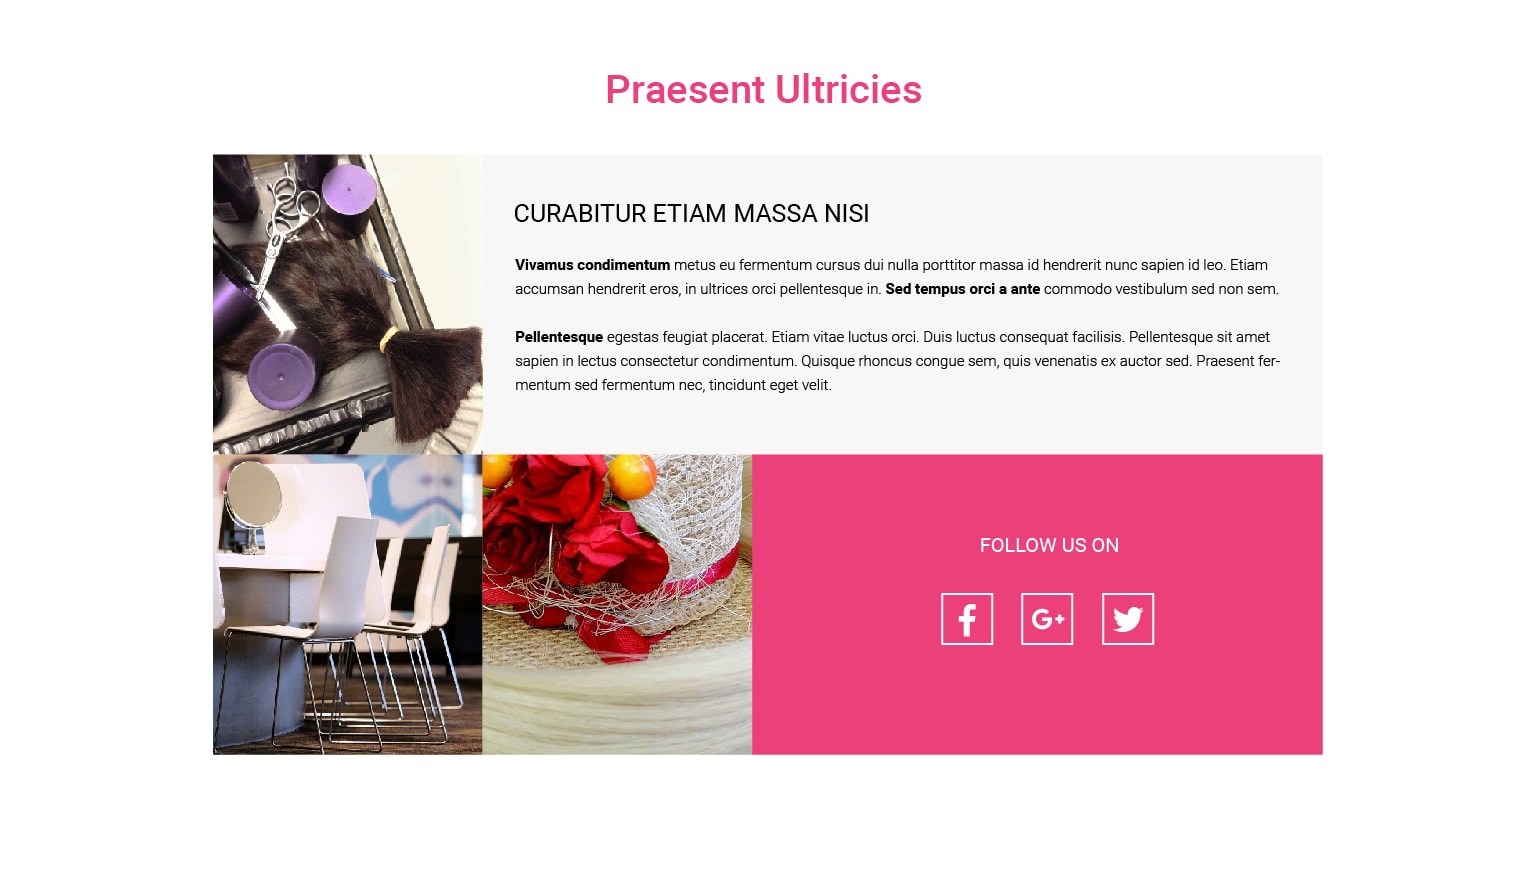 Praesent Ultricies
CURABITUR ETIAM MASSA NISI
Vivamus condimentum metus eu fermentum cursus dui nulla porttitor massa id hendrerit nunc sapien id leo. Etiam
accumsan hendrerit eros, in ultrices orci pellentesque in. Sed tempus orci a ante commodo vestibulum sed non sem.
Pellentesque egestas feugiat placerat. Etiam vitae luctus orci. Duis luctus consequat facilisis. Pellentesque sit amet
sapien in lectus consectetur condimentum. Quisque rhoncus congue sem, quis venenatis ex auctor sed. Praesent fer-
mentum sed fermentum nec, tincidunt eget velit.
FOLLOW US ON